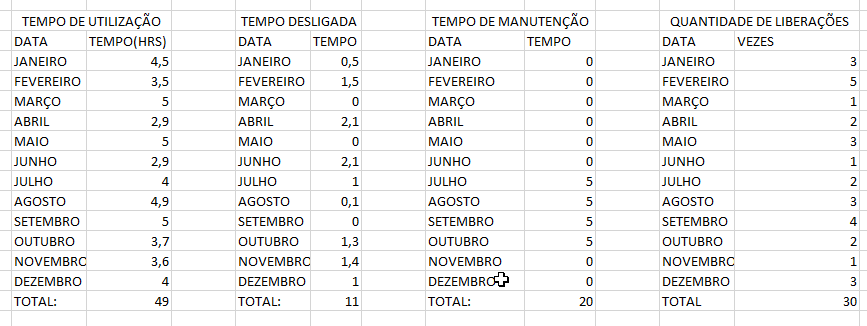 TEMPO DE UTILIZAÇÃO TEMPO DESLIGADA TEMPO DE MANUTENÇÃO QUANTIDADE DE LIBERAÇÕES
DATA TEMPO(HRS) DATA TEMPO DATA TEMPO DATA VEZES
JANEIRO 4,5 JANEIRO 0,5 JANEIRO 0 JANEIRO 3
FEVEREIRO 3,5 FEVEREIRO 1,5 FEVEREIRO 0 FEVEREIRO 5
MARÇO 5 MARÇO 0 MARÇO 0 MARÇO 1
ABRIL 2,9 ABRIL 2,1 ABRIL 0 ABRIL 2
MAIO 5 MAIO 0 MAIO 0 MAIO 3
JUNHO 2,9 JUNHO 2,1 JUNHO 0 JUNHO 1
JULHO 4 JULHO 1 JULHO 5 JULHO 2
AGOSTO 4,9 AGOSTO 0,1 AGOSTO 5 AGOSTO 3
SETEMBRO 5 SETEMBRO 0 SETEMBRO 5 SETEMBRO 4
OUTUBRO 3,7 OUTUBRO 1,3 OUTUBRO 5 OUTUBRO 2
NOVEMBRO 3,6 NOVEMBRO 1,4 NOVEMBRO 0 NOVEMBRO 1
DEZEMBRO 4 DEZEMBRO 1 DEZEMBRO 0 DEZEMBRO 3
TOTAL: 49 TOTAL: 11 TOTAL: 20 TOTAL 30